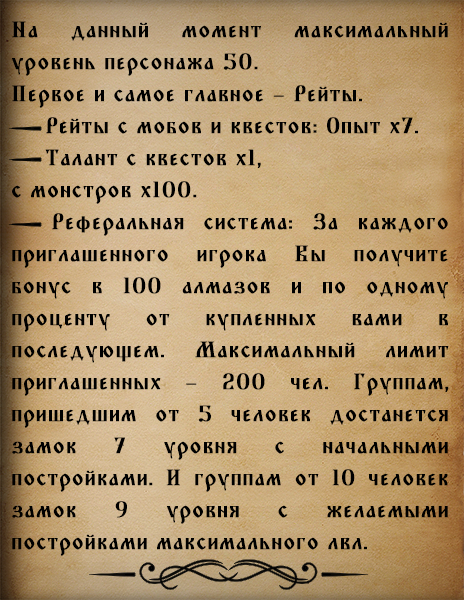 На данный момент максимальный
уровень персонажа 50.
Первое и самое главное – Рейты.
— Рейты с мобов и квестов: Опыт х7.
— Талант с квестов х1,
с монстров х100.
— Реферальная система: За каждого
приглашенного игрока Вы получите
бонус в 100 алмазов и по одному
проценту от купленных вами в
последующем. Максимальный лимит
приглашенных – 200 чел. Группам,
пришедшим от 5 человек достанется
замок 7 уровня с начальными
постройками. И группам от 10 человек
замок 9 уровня с желаемыми
постройками максимального лвл.